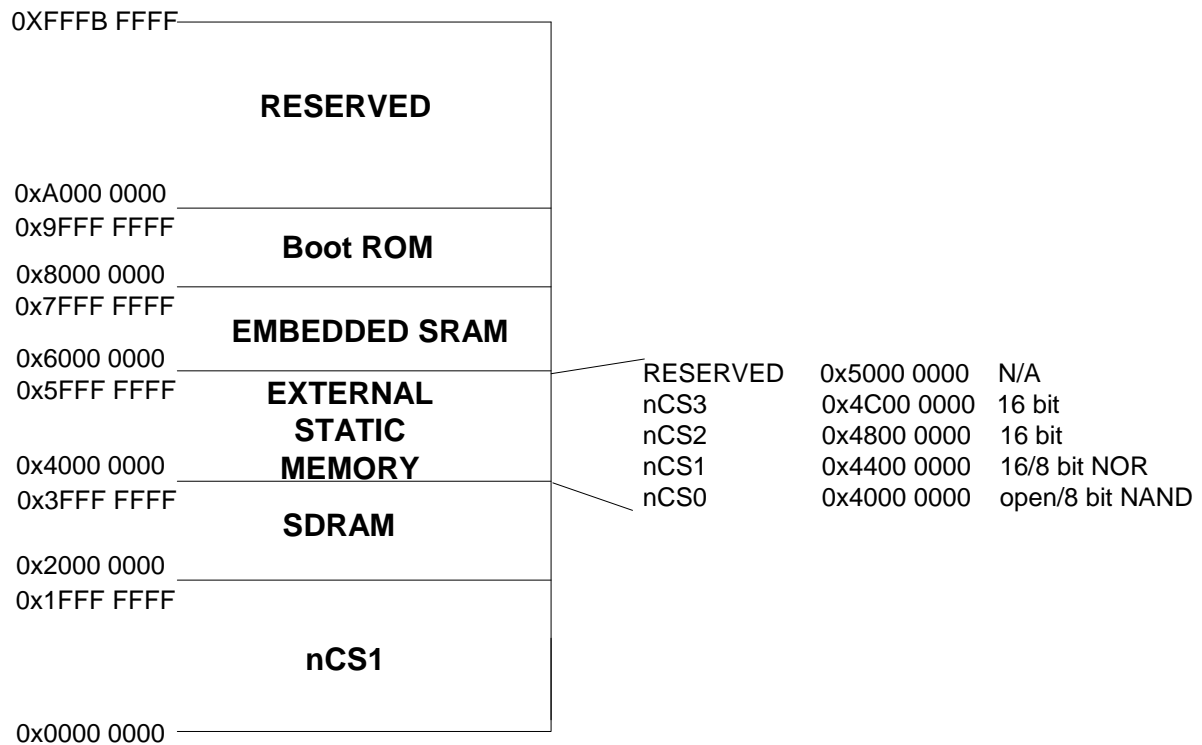 0XFFFB FFFF
RESERVED
0xA000 0000
0x9FFF FFFF
Boot ROM
0x8000 0000
0x7FFF FFFF
EMBEDDED SRAM
0x6000 0000
0x5FFF FFFF
EXTERNAL
STATIC
MEMORY
0x4000 0000
0x3FFF FFFF
SDRAM
0x2000 0000
0x1FFF FFFF
nCS1
0x0000 0000
RESERVED 0x5000 0000 N/A
nCS3 0x4C00 0000 16 bit
nCS2 0x4800 0000 16 bit
nCS1 0x4400 0000 16/8 bit NOR
nCS0 0x4000 0000 open/8 bit NAND